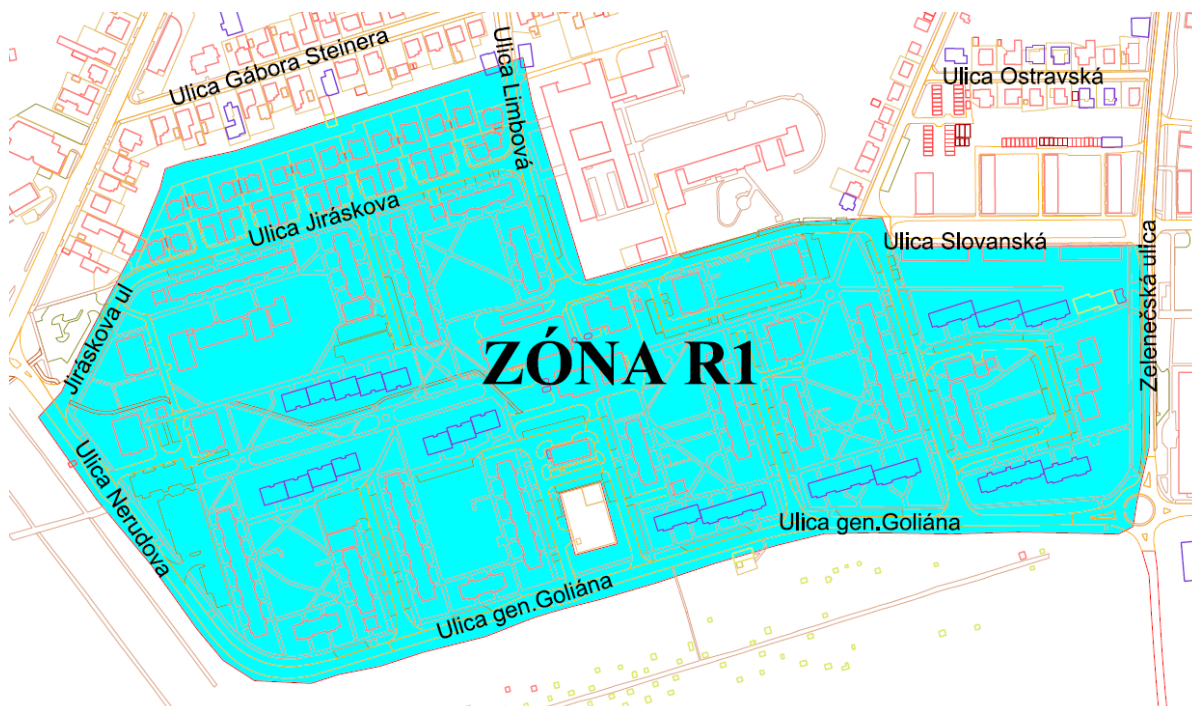 Ulica Gábora Steinera
Ulica Limbová
Ulica Ostravská
Ulica Jiráskova
Ulica Slovanská
Jiráskova ul
Zelenečská ulica
ZÓNA R1
Ulica Nerudova
Ulica gen.Goliána
Ulica gen.Goliána